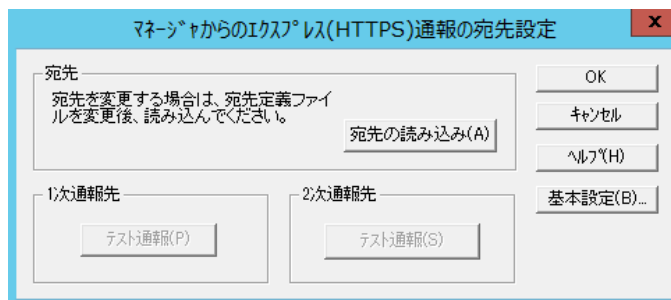 マネージャからのエクスプレス(HTTPS)通報の宛先設定
x
宛先
宛先を変更する場合は、宛先定義ファイ
ルを変更後、読み込んでください。
宛先の読み込み(A)
OK
キャンセル
ヘルプ(H)
基本設定(B)...
1次通報先
テスト通報(P)
2次通報先
テスト通報(S)